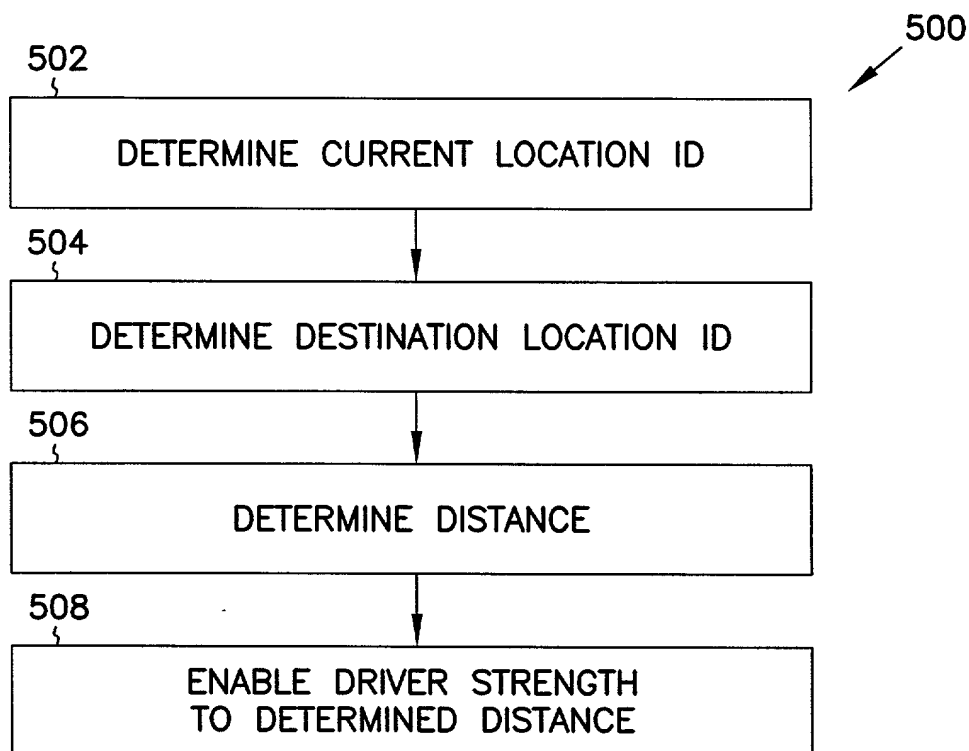 500
502
DETERMINE CURRENT LOCATION ID
504
DETERMINE DESTINATION LOCATION ID
506
DETERMINE DISTANCE
508
ENABLE DRIVER STRENGTH
TO DETERMINED DISTANCE